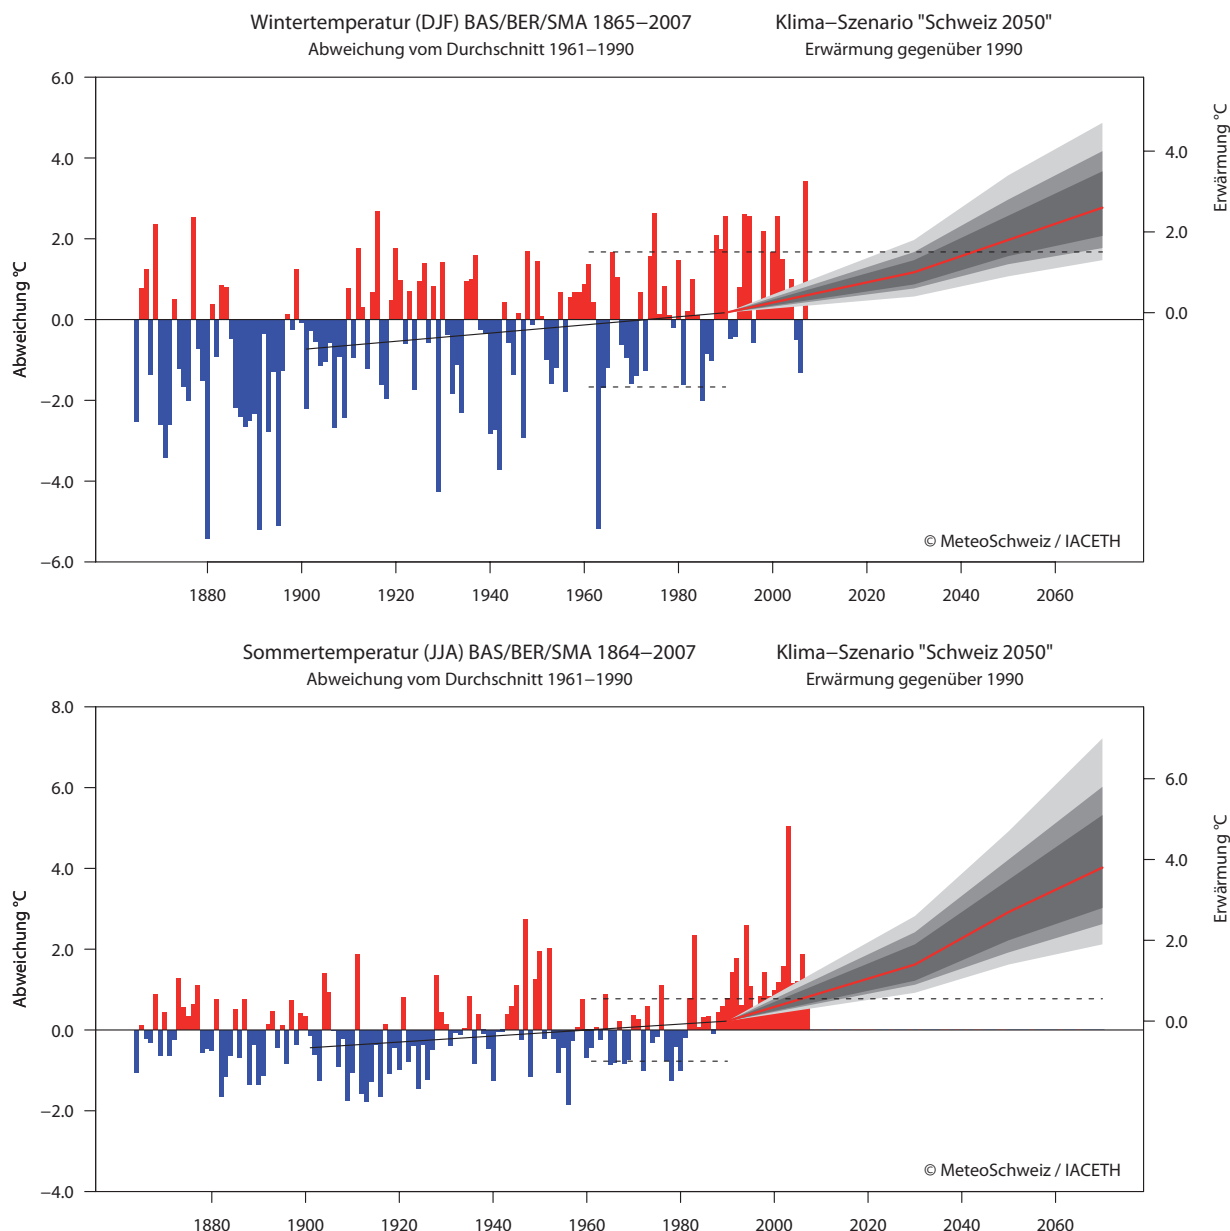 Wintertemperatur (DJF) BAS/BER/SMA 1865–2007
Abweichung vom Durchschnitt 1961–1990
Klima–Szenario "Schweiz 2050"
Erwärmung gegenüber 1990
Abweichung °C
6.0
4.0
2.0
0.0
–2.0
–4.0
–6.0
Erwärmung °C
4.0
2.0
0.0
© MeteoSchweiz / IACETH
1880 1900 1920 1940 1960 1980 2000 2020 2040 2060
Sommertemperatur (JJA) BAS/BER/SMA 1864–2007
Abweichung vom Durchschnitt 1961–1990
Klima–Szenario "Schweiz 2050"
Erwärmung gegenüber 1990
Abweichung °C
8.0
6.0
4.0
2.0
0.0
–2.0
–4.0
Erwärmung °C
6.0
4.0
2.0
0.0
© MeteoSchweiz / IACETH
1880 1900 1920 1940 1960 1980 2000 2020 2040 2060